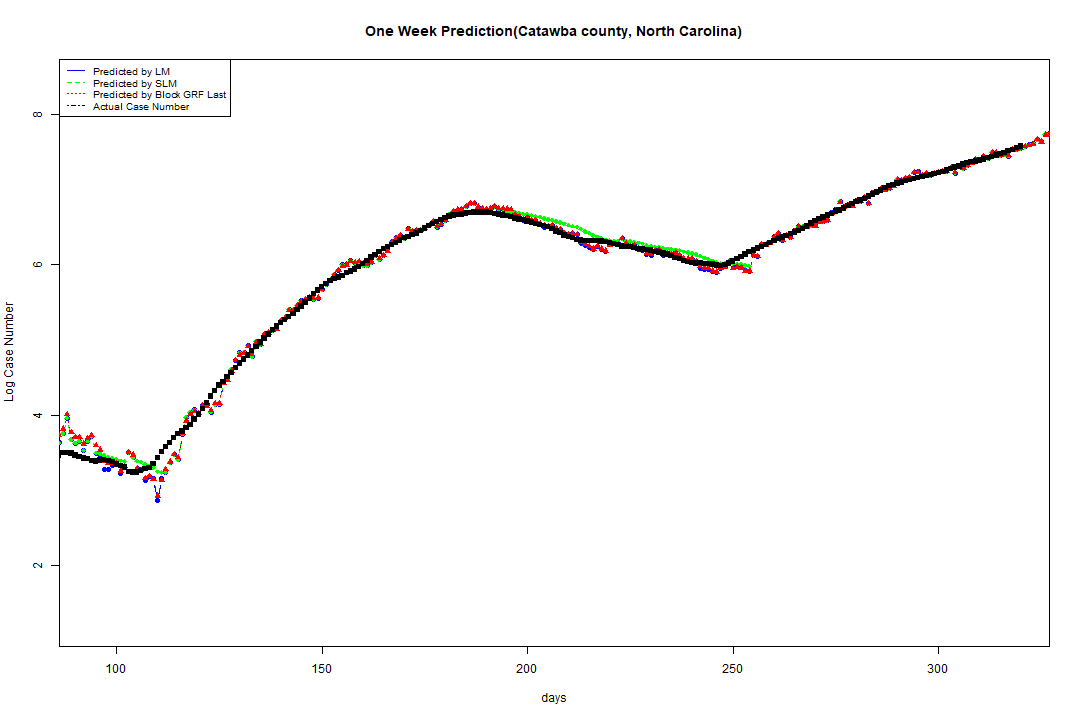 One Week Prediction(Catawba county, North Carolina)
Predicted by LM
Predicted by SLM
Predicted by Block GRF Last
Actual Case Number
8
6
4
2
Log Case Number
100 150 200 250 300
days